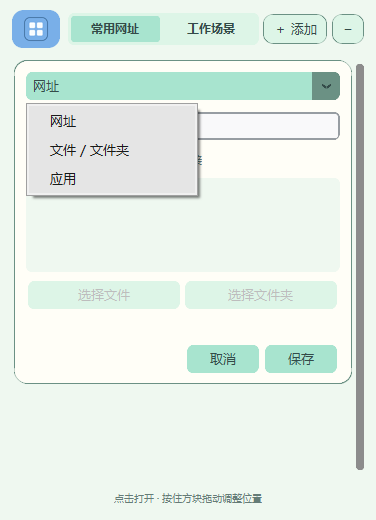 常用网址
工作场景
+ 添加
−
网址
网址
文件 / 文件夹
应用
选择文件
选择文件夹
取消
保存
点击打开 · 按住方块拖动调整位置